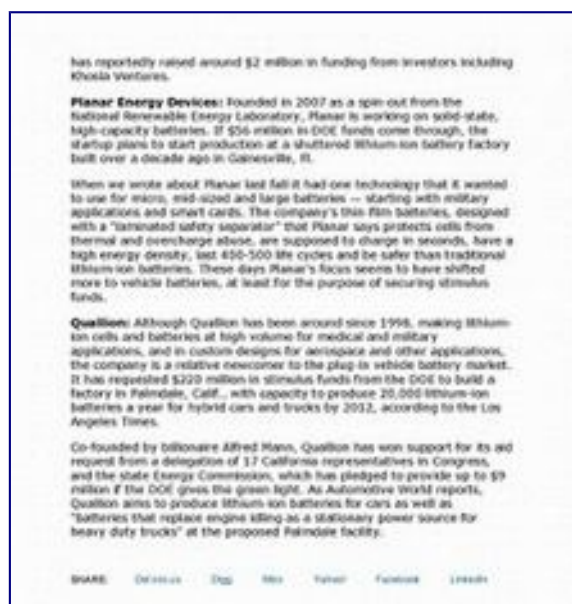 has reportedly raised around $2 million in funding from investors including
Khosla Ventures.
Planar Energy Devices: Founded in 2007 as a spin-out from the
National Renewable Energy Laboratory, Planar is working on solid-state,
high-capacity batteries. If $56 million in DOE funds come through, the
startup plans to start production at a shuttered lithium-ion battery factory
built over a decade ago in Gainesville, Fl.
When we wrote about Planar last fall it had one technology that it wanted
to use for micro, mid-sized and large batteries — starting with military
applications and smart cards. The company's thin film batteries, designed
with a "laminated safety separator" that Planar says protects cells from
thermal and overcharge abuse, are supposed to charge in seconds, have a
high energy density, last 450-500 life cycles and be safer than traditional
lithium-ion batteries. These days Planar's focus seems to have shifted
more to vehicle batteries, at least for the purpose of securing stimulus
funds.
Quallion: Although Quallion has been around since 1998, making lithium-
ion cells and batteries at high volume for medical and military
applications, and in custom designs for aerospace and other applications,
the company is a relative newcomer to the plug-in vehicle battery market.
It has requested $220 million in stimulus funds from the DOE to build a
factory in Palmdale, Calif., with capacity to produce 20,000 lithium-ion
batteries a year for hybrid cars and trucks by 2012, according to the Los
Angeles Times.
Co-founded by billionaire Alfred Mann, Quallion has won support for its aid
request from a delegation of 17 California representatives in Congress,
and the state Energy Commission, which has pledged to provide up to $9
million if the DOE gives the green light. As Automotive World reports,
Quallion aims to produce lithium-ion batteries for cars as well as
"batteries that replace engine idling as a stationary power source for
heavy duty trucks" at the proposed Palmdale facility.
SHARE: Del.icio.us Digg Yahoo! Facebook LinkedIn